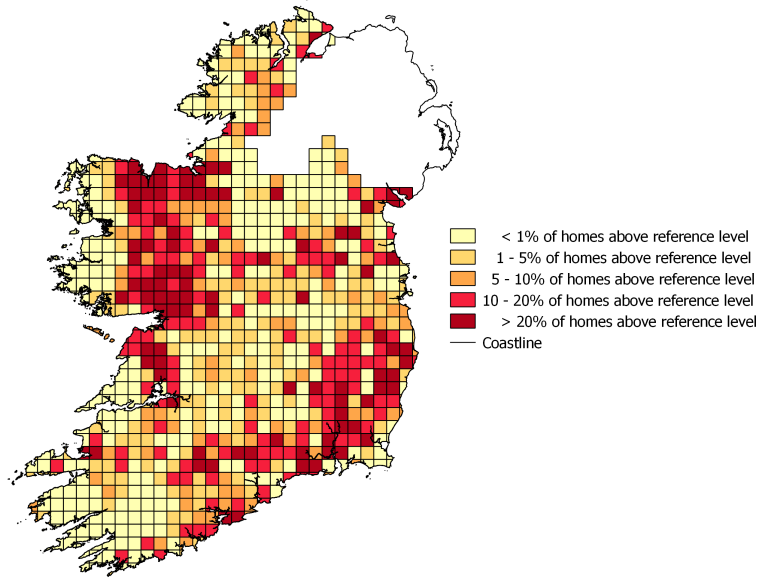 < 1% of homes above reference level
1 - 5% of homes above reference level
5 - 10% of homes above reference level
10 - 20% of homes above reference level
> 20% of homes above reference level
Coastline